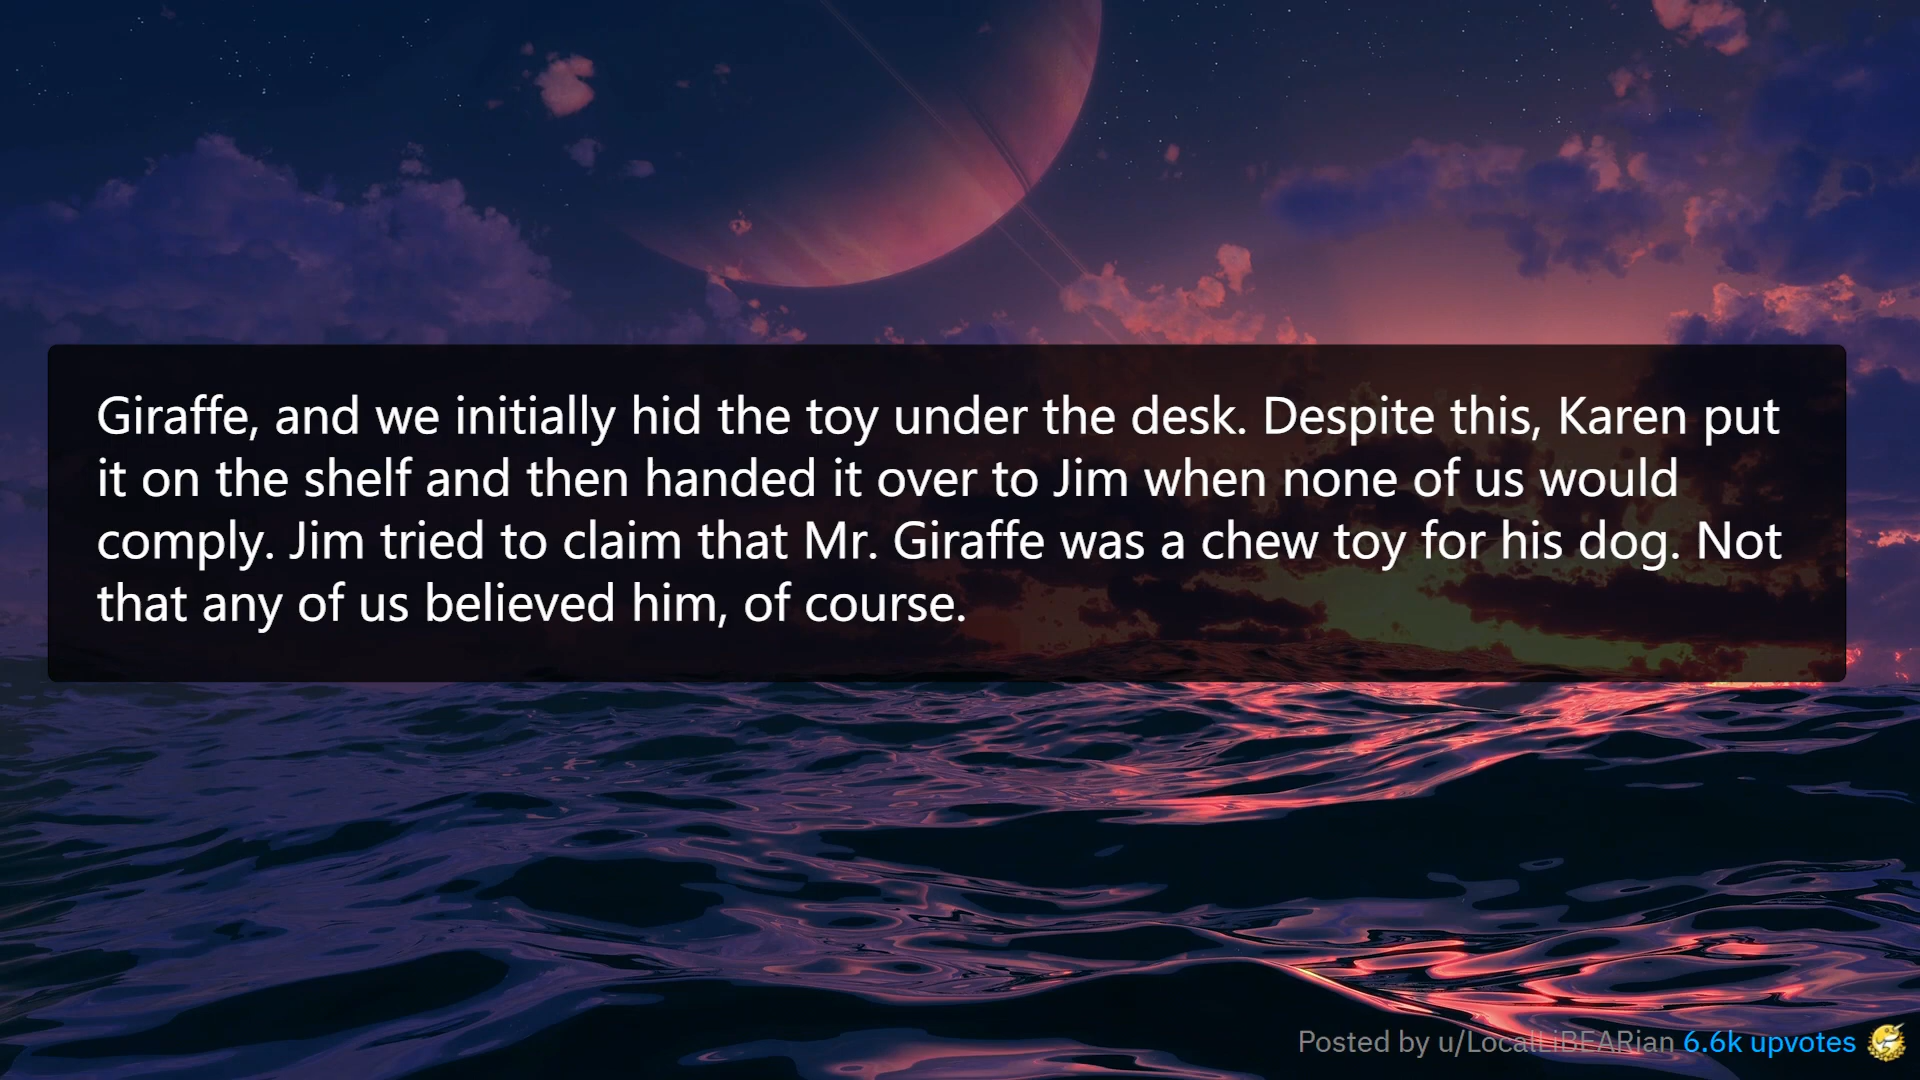 Giraffe, and we initially hid the toy under the desk. Despite this, Karen put
it on the shelf and then handed it over to Jim when none of us would
comply. Jim tried to claim that Mr. Giraffe was a chew toy for his dog. Not
that any of us believed him, of course.
Posted by u/LocalLiBEARian 6.6k upvotes